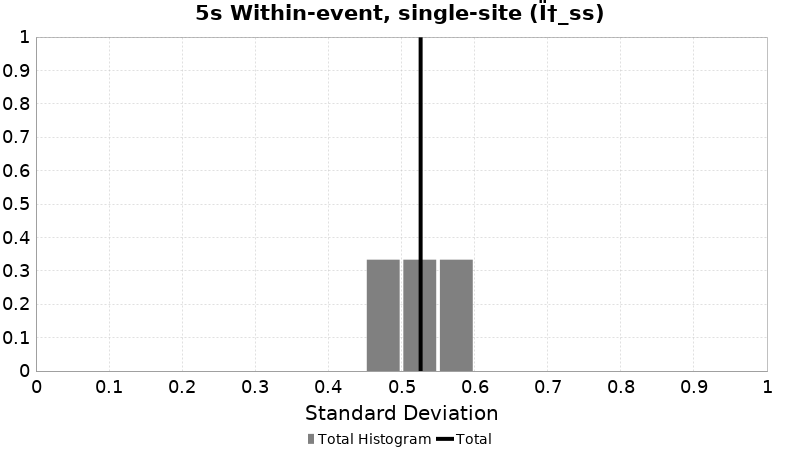 5s Within-event, single-site (Ï†_ss)
1
0.9
0.8
0.7
0.6
0.5
0.4
0.3
0.2
0.1
0
0 0.1 0.2 0.3 0.4 0.5 0.6 0.7 0.8 0.9 1
Standard Deviation
Total Histogram Total